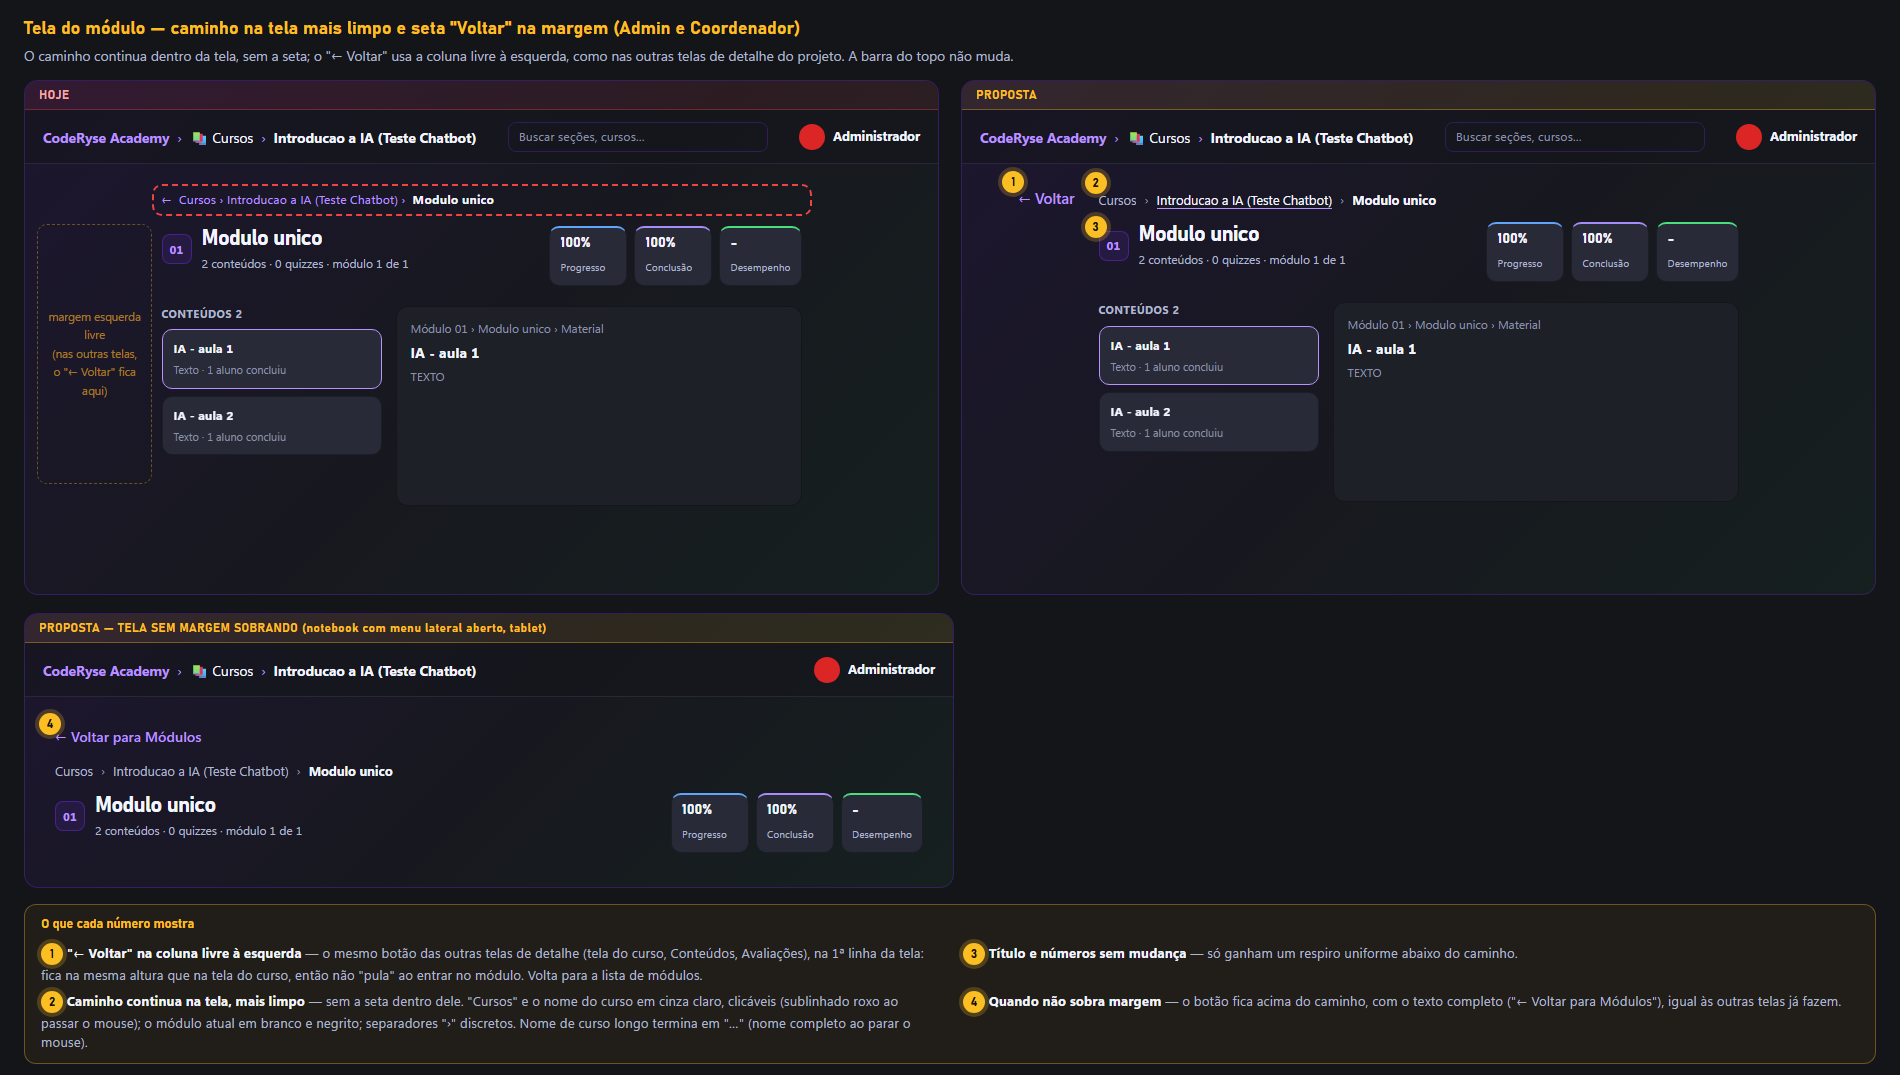 Tela do módulo — caminho na tela mais limpo e seta "Voltar" na margem (Admin e Coordenador)
O caminho continua dentro da tela, sem a seta; o "← Voltar" usa a coluna livre à esquerda, como nas outras telas de detalhe do projeto. A barra do topo não muda.
HOJE
CodeRyse Academy › Cursos › Introducao a IA (Teste Chatbot)
Buscar seções, cursos...
Administrador
← Cursos › Introducao a IA (Teste Chatbot) › Modulo unico
01
Modulo unico
2 conteúdos · 0 quizzes · módulo 1 de 1
100%
Progresso
100%
Conclusão
–
Desempenho
margem esquerda
livre
(nas outras telas,
o "← Voltar" fica
aqui)
CONTEÚDOS 2
IA - aula 1
Texto · 1 aluno concluiu
IA - aula 2
Texto · 1 aluno concluiu
Módulo 01 › Modulo unico › Material
IA - aula 1
TEXTO
PROPOSTA
CodeRyse Academy › Cursos › Introducao a IA (Teste Chatbot)
Buscar seções, cursos...
Administrador
1
← Voltar
2
Cursos › Introducao a IA (Teste Chatbot) › Modulo unico
3
01
Modulo unico
2 conteúdos · 0 quizzes · módulo 1 de 1
100%
Progresso
100%
Conclusão
–
Desempenho
CONTEÚDOS 2
IA - aula 1
Texto · 1 aluno concluiu
IA - aula 2
Texto · 1 aluno concluiu
Módulo 01 › Modulo unico › Material
IA - aula 1
TEXTO
PROPOSTA — TELA SEM MARGEM SOBRANDO (notebook com menu lateral aberto, tablet)
CodeRyse Academy › Cursos › Introducao a IA (Teste Chatbot)
Administrador
4
← Voltar para Módulos
Cursos › Introducao a IA (Teste Chatbot) › Modulo unico
01
Modulo unico
2 conteúdos · 0 quizzes · módulo 1 de 1
100%
Progresso
100%
Conclusão
–
Desempenho
O que cada número mostra
1 "← Voltar" na coluna livre à esquerda — o mesmo botão das outras telas de detalhe (tela do curso, Conteúdos, Avaliações), na 1ª linha da tela:
fica na mesma altura que na tela do curso, então não "pula" ao entrar no módulo. Volta para a lista de módulos.
2 Caminho continua na tela, mais limpo — sem a seta dentro dele. "Cursos" e o nome do curso em cinza claro, clicáveis (sublinhado roxo ao
passar o mouse); o módulo atual em branco e negrito; separadores "›" discretos. Nome de curso longo termina em "..." (nome completo ao parar o
mouse).
3 Título e números sem mudança — só ganham um respiro uniforme abaixo do caminho.
4 Quando não sobra margem — o botão fica acima do caminho, com o texto completo ("← Voltar para Módulos"), igual às outras telas já fazem.